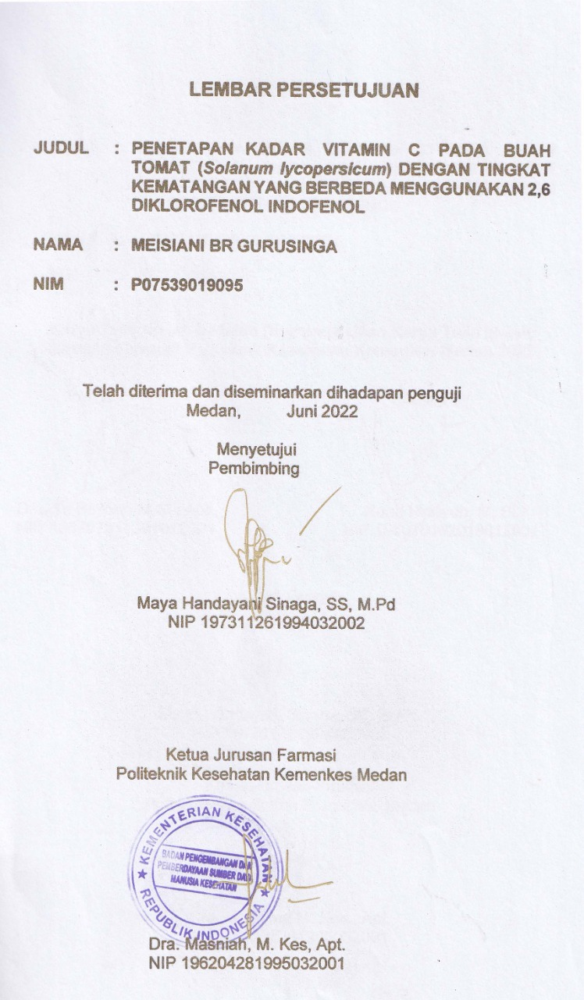 LEMBAR PERSETUJUAN
JUDUL : PENETAPAN KADAR VITAMIN C PADA BUAH
TOMAT (Solanum lycopersicum) DENGAN TINGKAT
KEMATANGAN YANG BERBEDA MENGGUNAKAN 2,6
DIKLOROFENOL INDOFENOL
NAMA : MEISIANI BR GURUSINGA
NIM : P07539019095
Telah diterima dan diseminarkan dihadapan penguji
Medan, Juni 2022
Menyetujui
Pembimbing
Maya Handayani Sinaga, SS, M.Pd
NIP 197311261994032002
Ketua Jurusan Farmasi
Politeknik Kesehatan Kemenkes Medan
KEMENTERIAN KESEHATAN
BADAN PENGEMBANGAN DAN
PEMBERDAYAAN SUMBER DAYA
MANUSIA KESEHATAN
REPUBLIK INDONESIA
Dra. Masniah, M. Kes, Apt.
NIP 196204281995032001